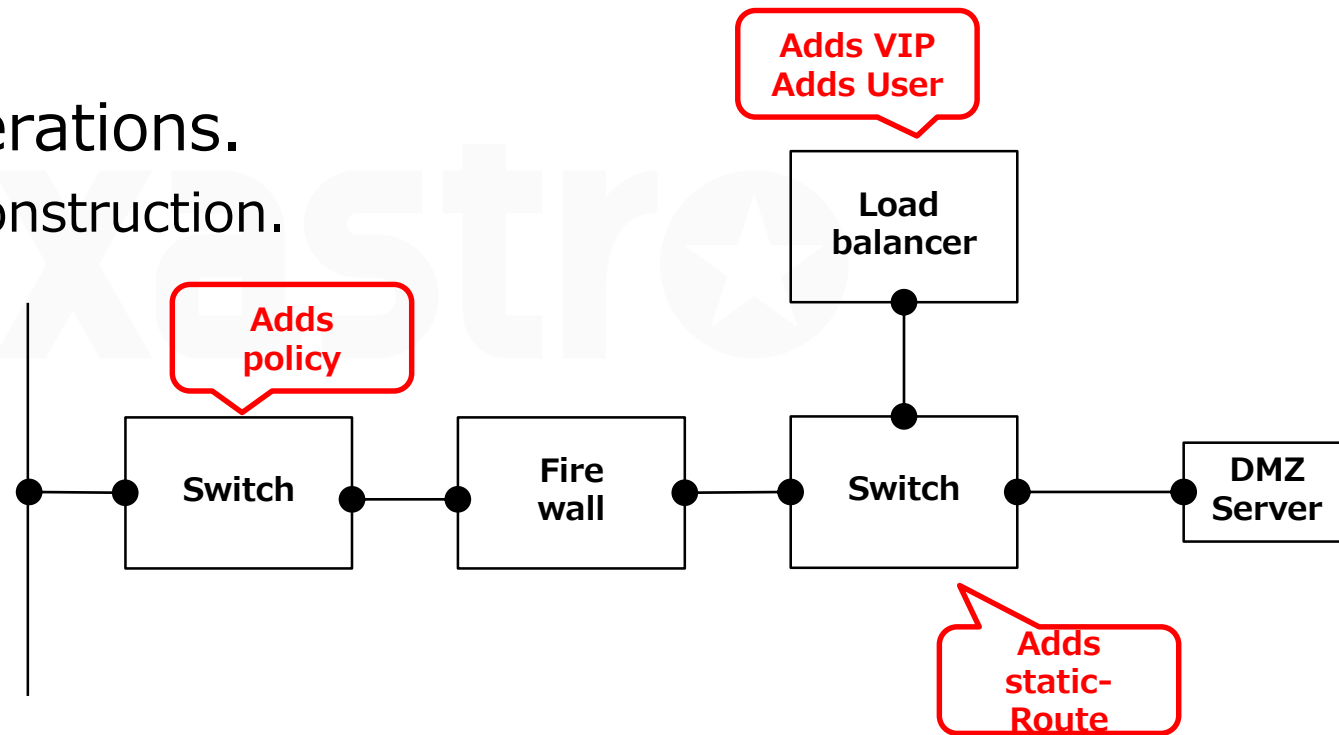 erations.
onstruction.
xastro
Adds VIP
Adds User
Load
balancer
Adds
policy
Switch
Fire
wall
Switch
DMZ
Server
Adds
static-
Route